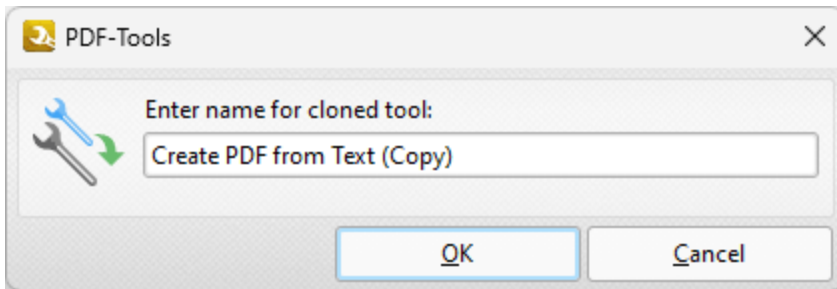 PDF-Tools
Enter name for cloned tool:
Create PDF from Text (Copy)
OK
Cancel